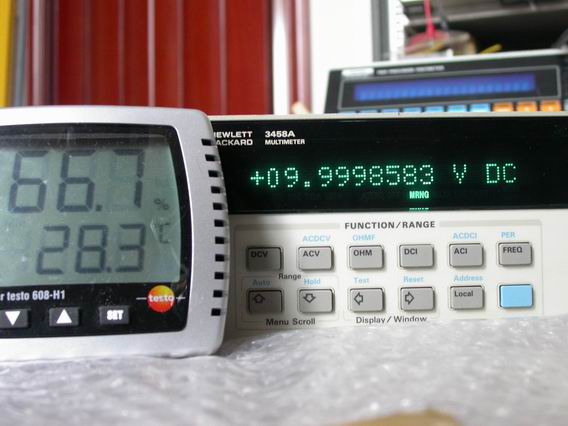 HEWLETT PACKARD
3458A
MULTIMETER
+09.9998583 V DC
MRNG
66.7 %
28.3 °C
testo 608-H1
testo
SET
FUNCTION/RANGE
ACDCV OHMF ACDCI PER
DCV ACV OHM DCI ACI FREQ
Range
Auto Hold Test Reset Address
Local
Menu Scroll
Display/Window